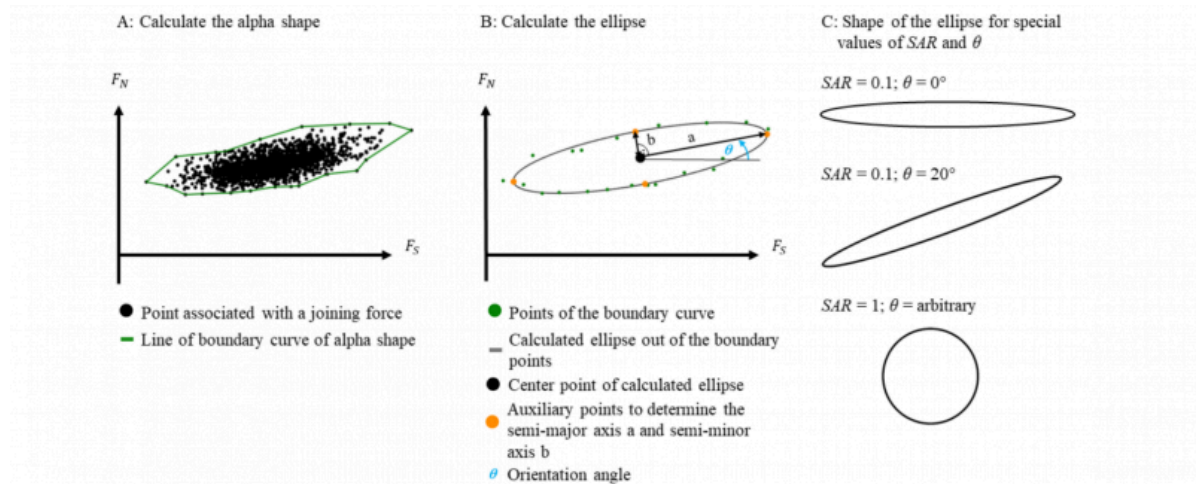 A: Calculate the alpha shape
F_N
F_S
Point associated with a joining force
Line of boundary curve of alpha shape
B: Calculate the ellipse
F_N
b
a
θ
F_S
Points of the boundary curve
Calculated ellipse out of the boundary
points
Center point of calculated ellipse
Auxiliary points to determine the
semi-major axis a and semi-minor
axis b
θ Orientation angle
C: Shape of the ellipse for special
values of SAR and θ
SAR = 0.1; θ = 0°
SAR = 0.1; θ = 20°
SAR = 1; θ = arbitrary